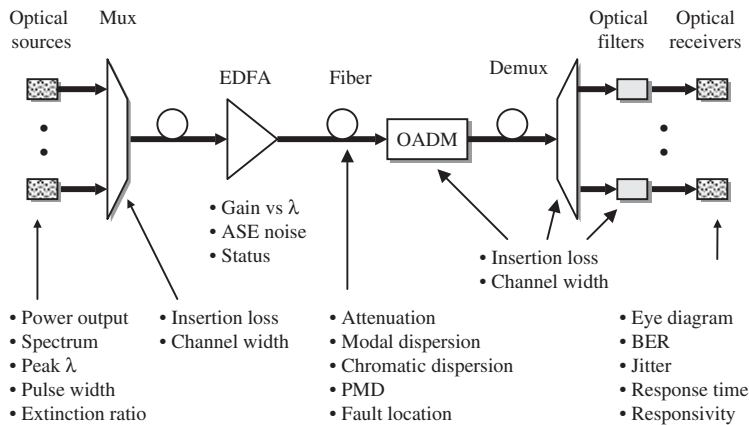 Optical
sources
Mux
EDFA
Fiber
Demux
Optical
filters
Optical
receivers
OADM
• Gain vs λ
• ASE noise
• Status
• Insertion loss
• Channel width
• Power output
• Spectrum
• Peak λ
• Pulse width
• Extinction ratio
• Insertion loss
• Channel width
• Attenuation
• Modal dispersion
• Chromatic dispersion
• PMD
• Fault location
• Eye diagram
• BER
• Jitter
• Response time
• Responsivity